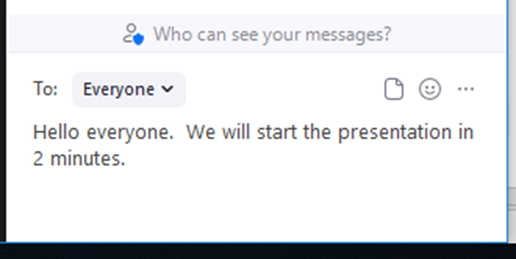 Who can see your messages?
To: Everyone
Hello everyone.  We will start the presentation in
2 minutes.